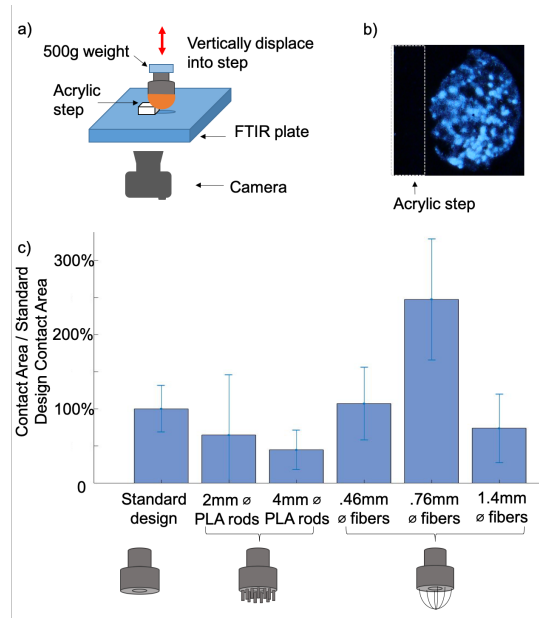 a)
500g weight
Vertically displace
into step
Acrylic
step
FTIR plate
Camera
b)
Acrylic step
c)
Contact Area / Standard
Design Contact Area
300%
200%
100%
0
Standard
design
2mm ⌀
PLA rods
4mm ⌀
PLA rods
.46mm
⌀ fibers
.76mm
⌀ fibers
1.4mm
⌀ fibers